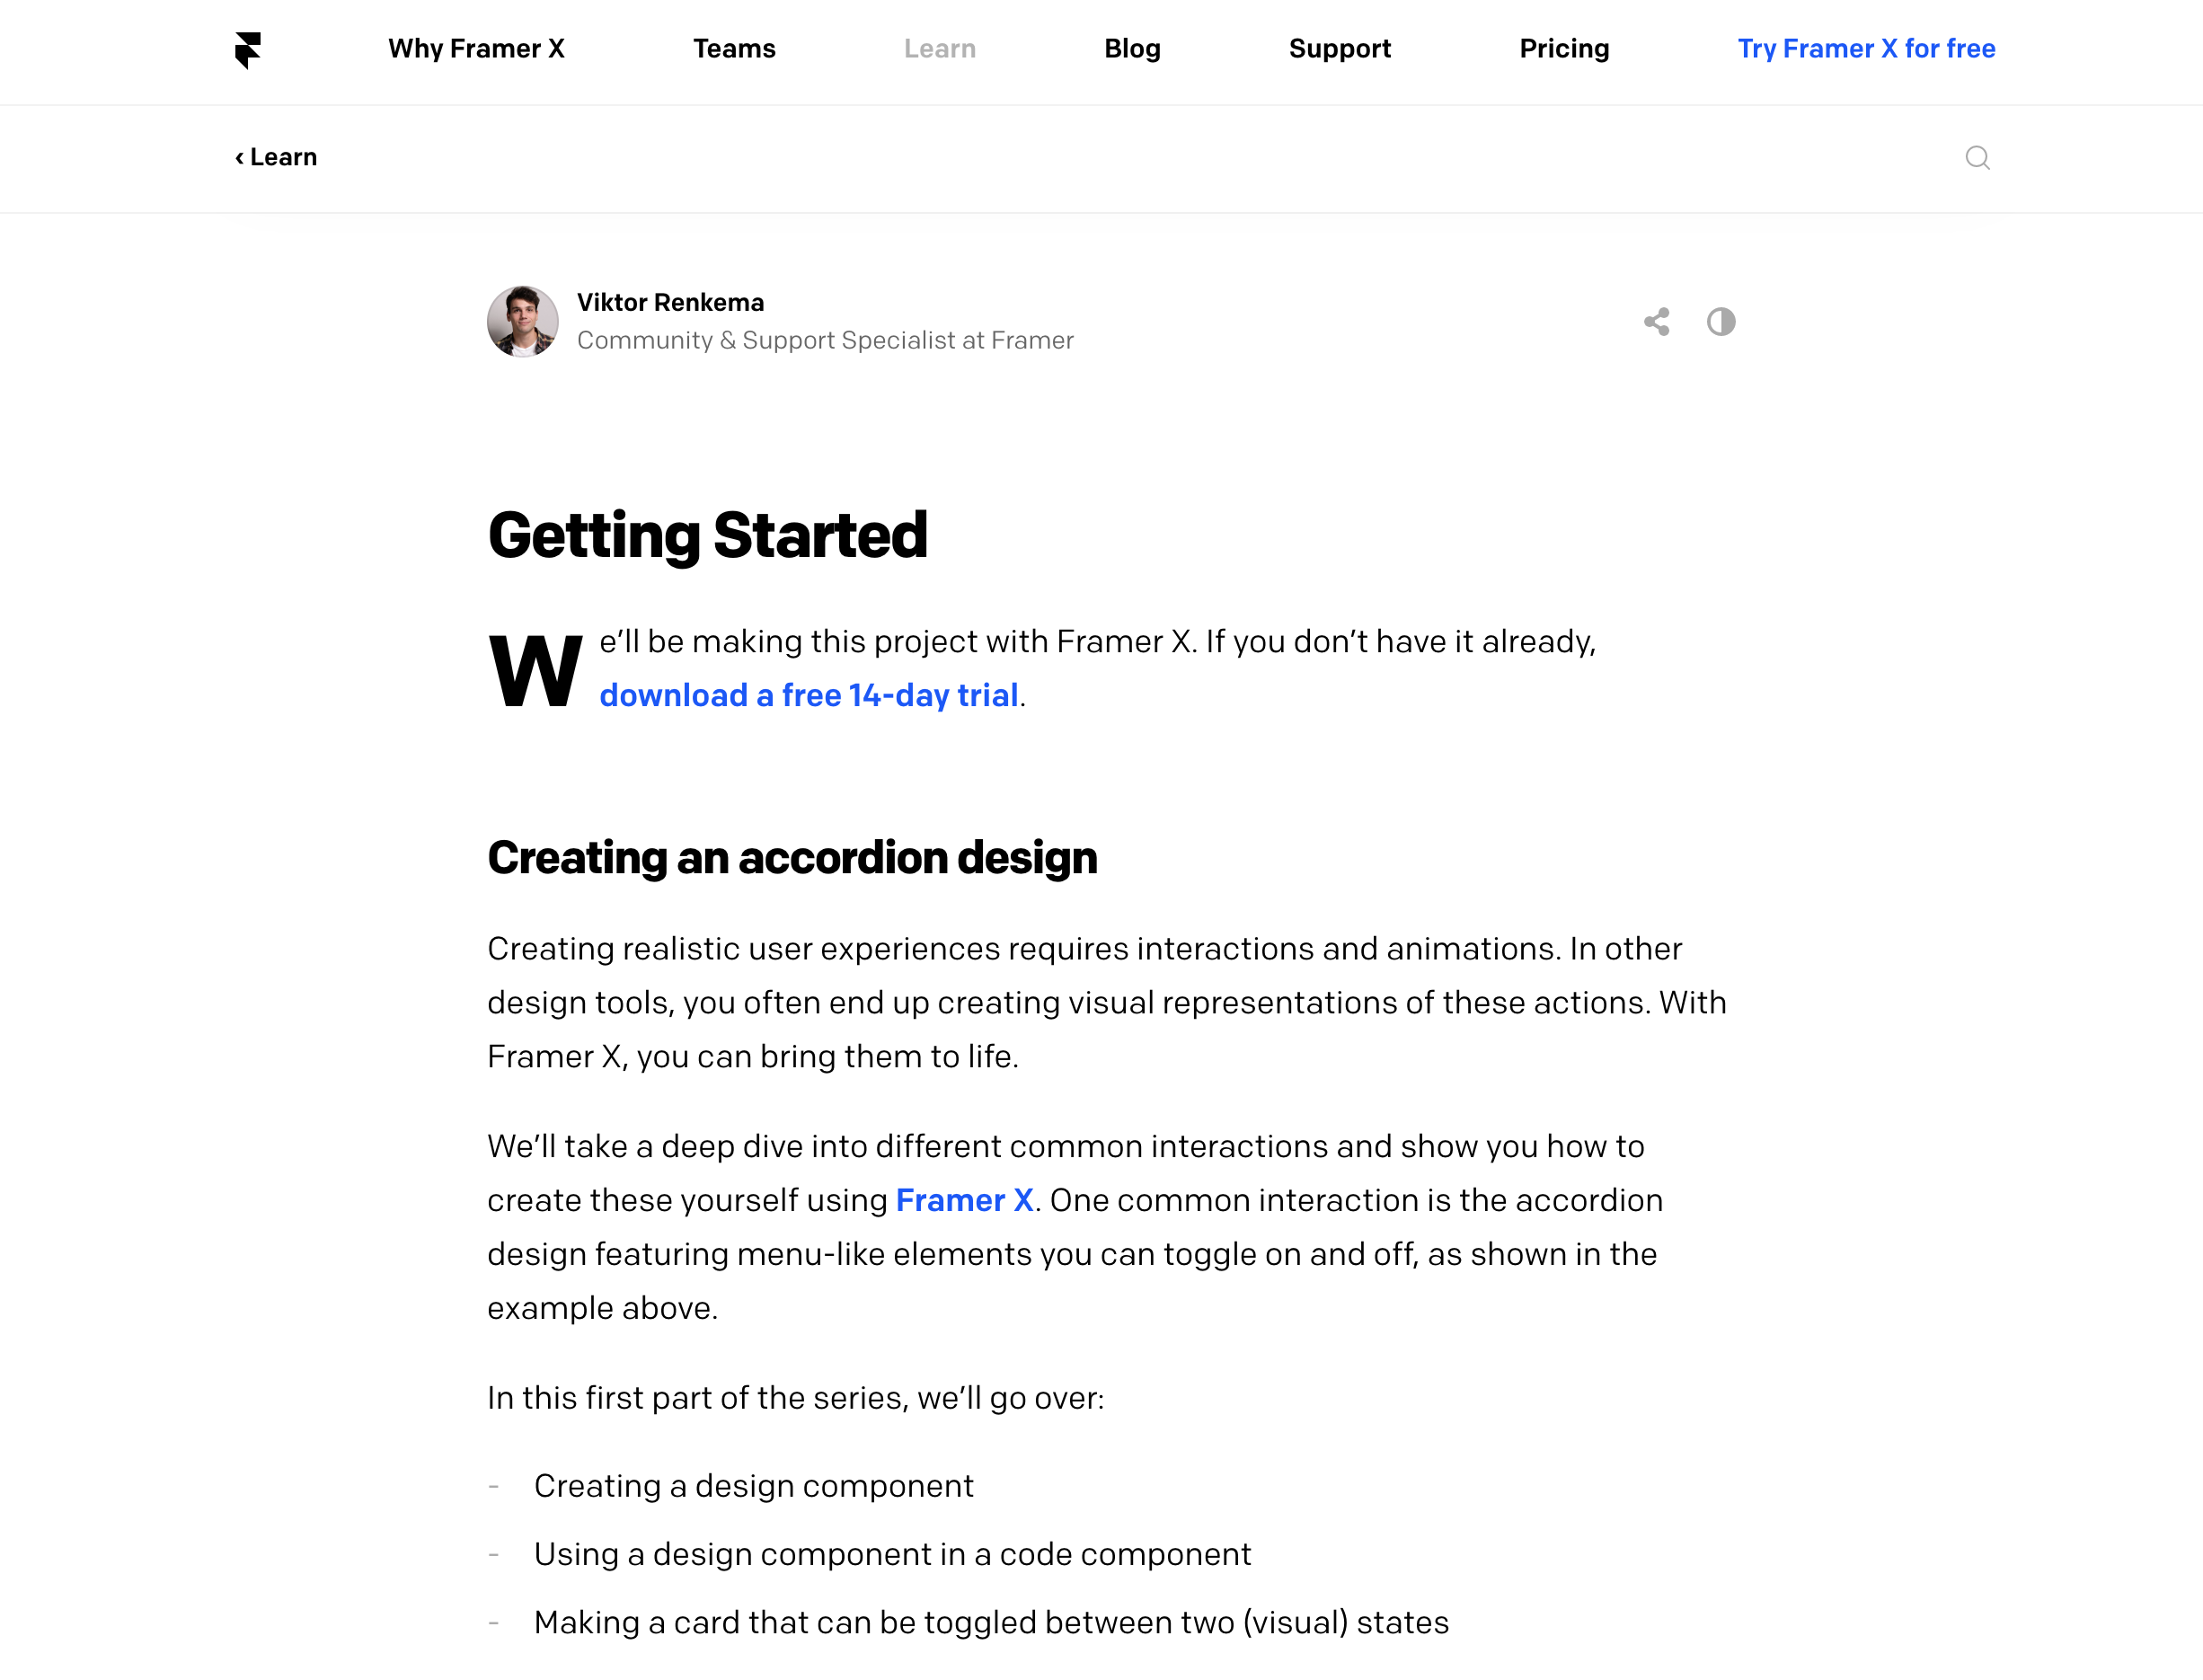 Why Framer X Teams Learn Blog Support Pricing Try Framer X for free
‹ Learn
Viktor Renkema
Community & Support Specialist at Framer
Getting Started
We’ll be making this project with Framer X. If you don’t have it already,
download a free 14-day trial.
Creating an accordion design
Creating realistic user experiences requires interactions and animations. In other
design tools, you often end up creating visual representations of these actions. With
Framer X, you can bring them to life.
We’ll take a deep dive into different common interactions and show you how to
create these yourself using Framer X. One common interaction is the accordion
design featuring menu-like elements you can toggle on and off, as shown in the
example above.
In this first part of the series, we’ll go over:
- Creating a design component
- Using a design component in a code component
- Making a card that can be toggled between two (visual) states